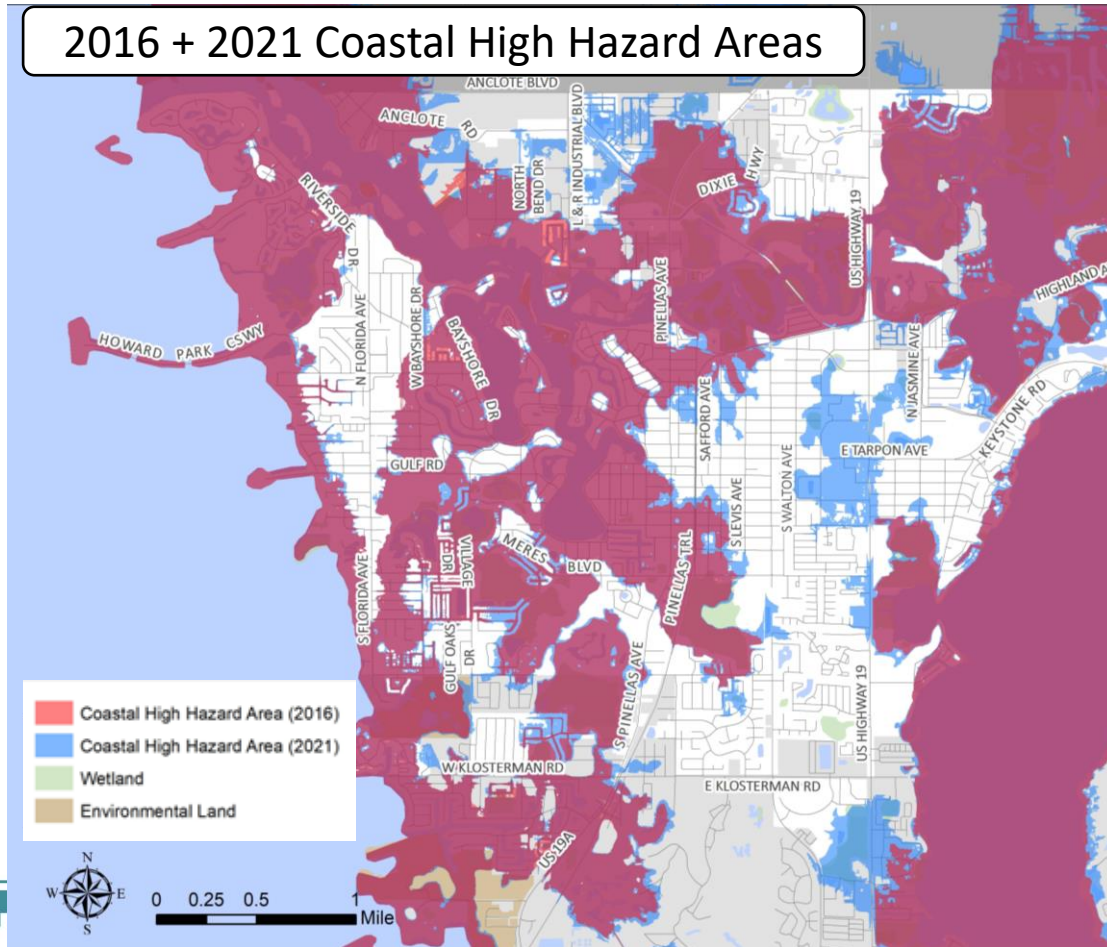 2016 + 2021 Coastal High Hazard Areas
ANCLOTE BLVD
ANCLOTE RD
L & R INDUSTRIAL BLVD
NORTH
BEND DR
DIXIE HWY
RIVERSIDE DR
US HIGHWAY 19
HIGHLAND A
PINELLAS AVE
N FLORIDA AVE
W BAYSHORE DR
BAYSHORE DR
HOWARD PARK CSWY
N JASMINE AVE
KEYSTONE RD
SAFFORD AVE
E TARPON AVE
GULF RD
S WALTON AVE
S LEVIS AVE
MERES BLVD
VILLAGE DR
PINELLAS TRL
S FLORIDA AVE
GULF OAKS DR
S PINELLAS AVE
US HIGHWAY 19
W KLOSTERMAN RD
E KLOSTERMAN RD
US 19A
Coastal High Hazard Area (2016)
Coastal High Hazard Area (2021)
Wetland
Environmental Land
N
W E
S
0 0.25 0.5 1
Mile